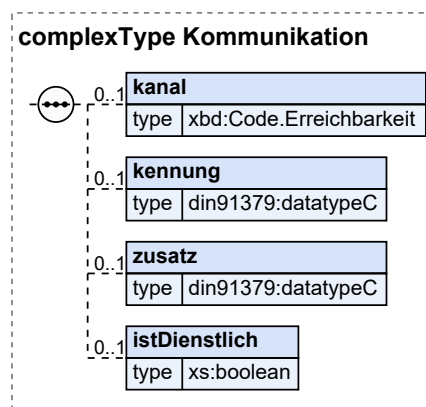 complexType Kommunikation
0..1 kanal
type xbd:Code.Erreichbarkeit
0..1 kennung
type din91379:datatypeC
0..1 zusatz
type din91379:datatypeC
0..1 istDienstlich
type xs:boolean